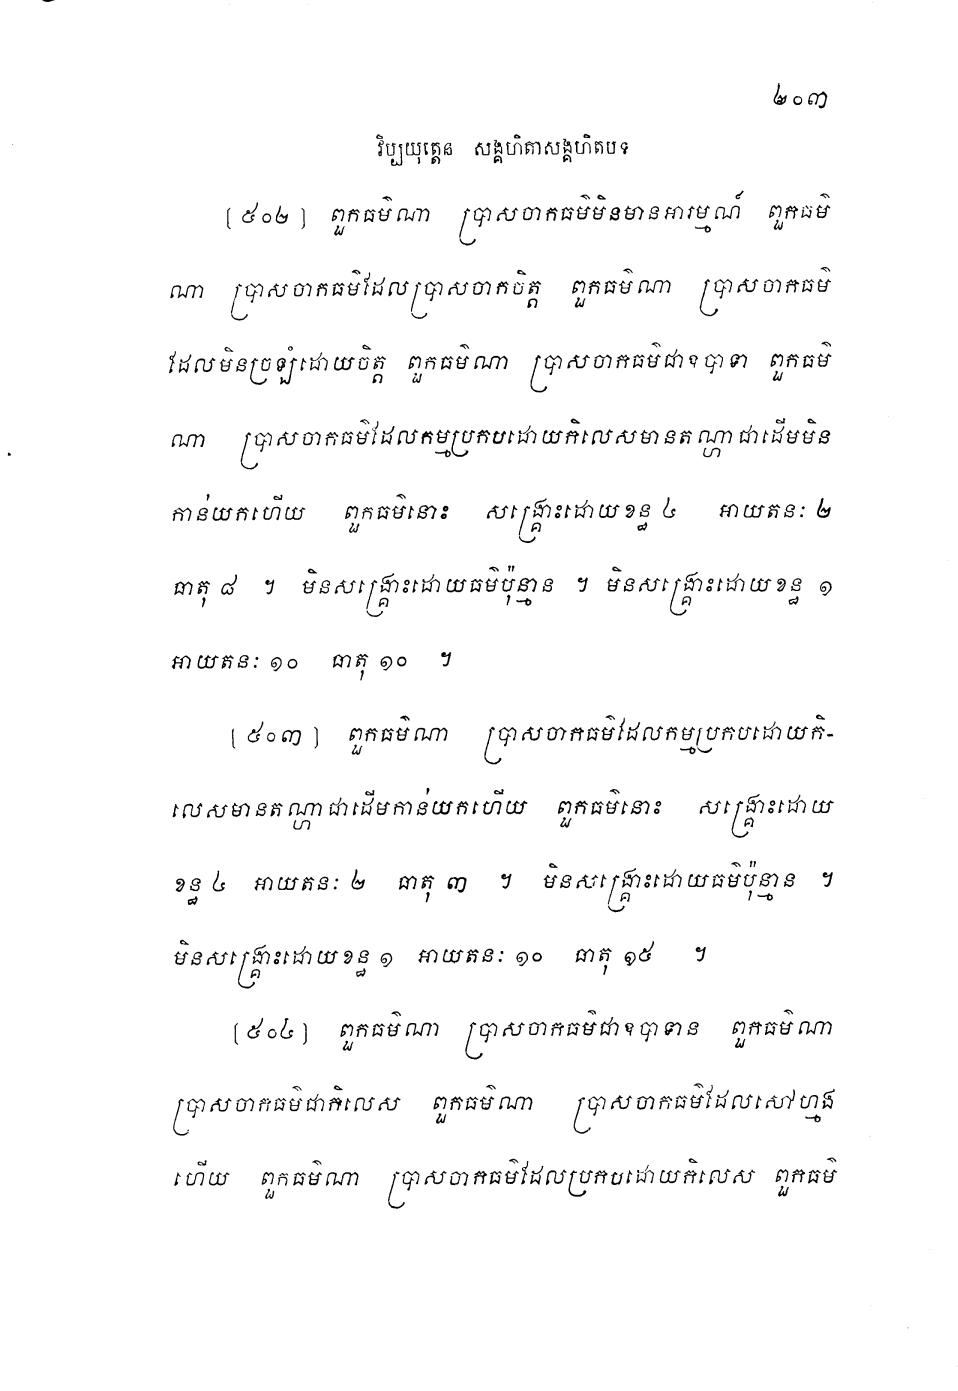 ២០៣
វិប្បយុត្តេន សង្គហិតាសង្គហិតបទ
[៥០២] ពួកធម៌ណា ប្រាសចាកធម៌មិនមានអារម្មណ៍ ពួកធម៌
ណា ប្រាសចាកធម៌ដែលប្រាសចាកចិត្ត ពួកធម៌ណា ប្រាសចាកធម៌
ដែលមិនច្រឡំដោយចិត្ត ពួកធម៌ណា ប្រាសចាកធម៌ជាឧបាទា ពួកធម៌
ណា ប្រាសចាកធម៌ដែលកម្មប្រកបដោយកិលេសមានតណ្ហាជាដើមមិន
កាន់យកហើយ ពួកធម៌នោះ សង្គ្រោះដោយខន្ធ ៤ អាយតនៈ ២
ធាតុ ៨ ។ មិនសង្គ្រោះដោយធម៌ប៉ុន្មាន ។ មិនសង្គ្រោះដោយខន្ធ ១
អាយតនៈ ១០ ធាតុ ១០ ។
[៥០៣] ពួកធម៌ណា ប្រាសចាកធម៌ដែលកម្មប្រកបដោយកិ-
លេសមានតណ្ហាជាដើមកាន់យកហើយ ពួកធម៌នោះ សង្គ្រោះដោយ
ខន្ធ ៤ អាយតនៈ ២ ធាតុ ៣ ។ មិនសង្គ្រោះដោយធម៌ប៉ុន្មាន ។
មិនសង្គ្រោះដោយខន្ធ ១ អាយតនៈ ១០ ធាតុ ១៥ ។
[៥០៤] ពួកធម៌ណា ប្រាសចាកធម៌ជាឧបាទាន ពួកធម៌ណា
ប្រាសចាកធម៌ជាកិលេស ពួកធម៌ណា ប្រាសចាកធម៌ដែលសៅហ្មង
ហើយ ពួកធម៌ណា ប្រាសចាកធម៌ដែលប្រកបដោយកិលេស ពួកធម៌